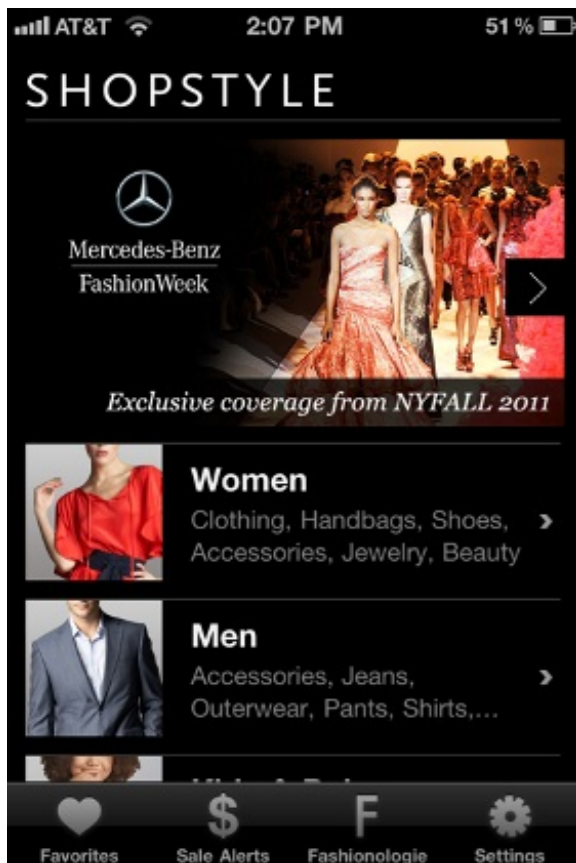 AT&T 2:07 PM 51%
SHOPSTYLE
Mercedes-Benz
FashionWeek
Exclusive coverage from NYFALL 2011
Women
Clothing, Handbags, Shoes,
Accessories, Jewelry, Beauty
Men
Accessories, Jeans,
Outerwear, Pants, Shirts,...
Favorites Sale Alerts Fashionologie Settings